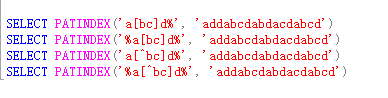 SELECT PATINDEX('a[bc]d%', 'addabcdabdacdabcd')
SELECT PATINDEX('%a[bc]d%', 'addabcdabdacdabcd')
SELECT PATINDEX('a[^bc]d%', 'addabcdabdacdabcd')
SELECT PATINDEX('%a[^bc]d%', 'addabcdabdacdabcd')